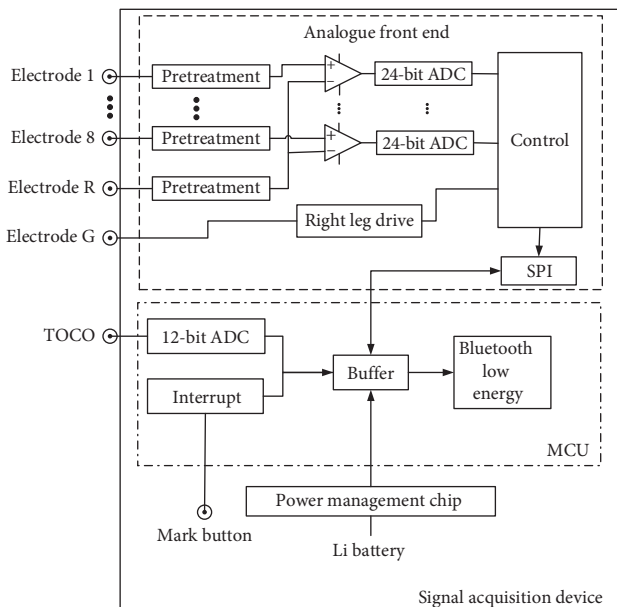 Analogue front end
Electrode 1
Pretreatment
+
−
24-bit ADC
Control
Electrode 8
Pretreatment
+
−
24-bit ADC
Electrode R
Pretreatment
Electrode G
Right leg drive
SPI
TOCO
12-bit ADC
Buffer
Bluetooth
low
energy
Interrupt
MCU
Power management chip
Mark button
Li battery
Signal acquisition device